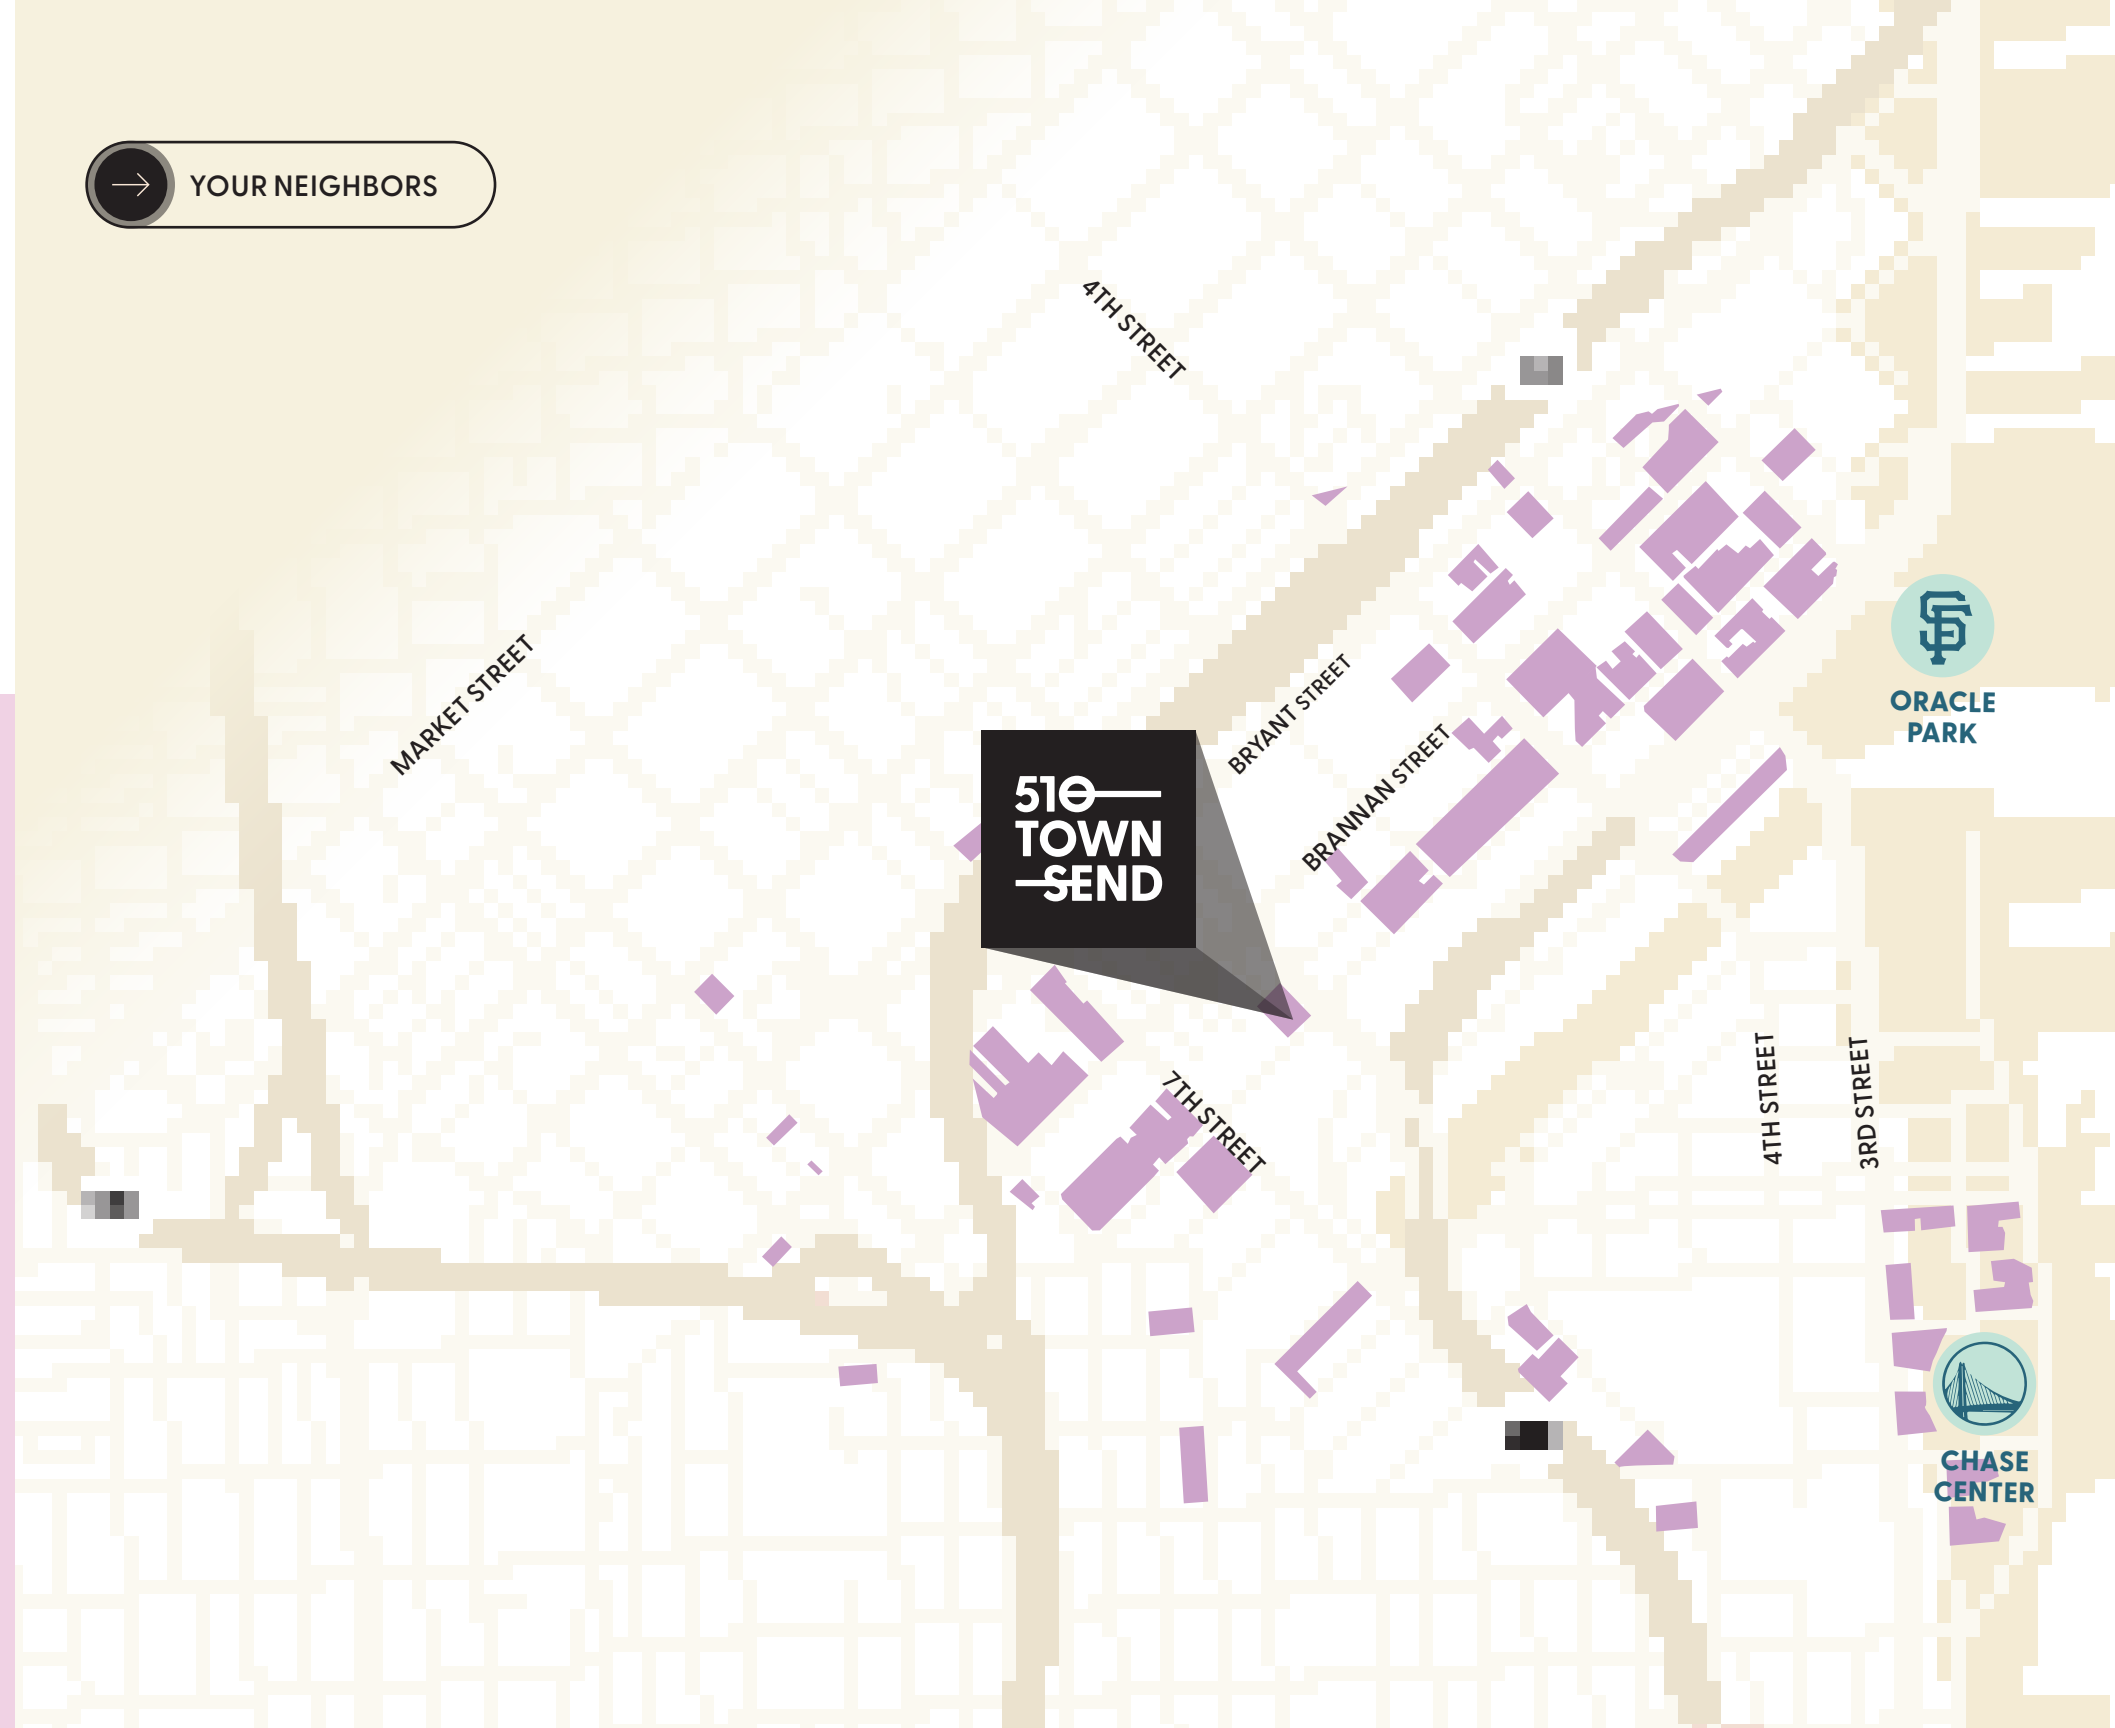 YOUR NEIGHBORS
4TH STREET
MARKET STREET
BRYANT STREET
BRANNAN STREET
510
TOWN
SEND
7TH STREET
SF
ORACLE
PARK
4TH STREET
3RD STREET
CHASE
CENTER